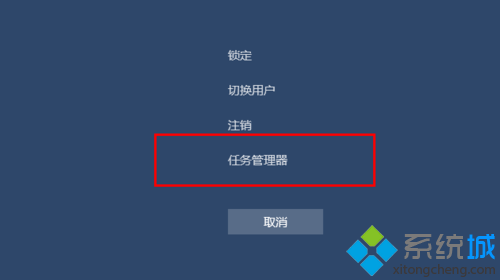 锁定
切换用户
注销
任务管理器
取消
系统城
xitongcheng.com